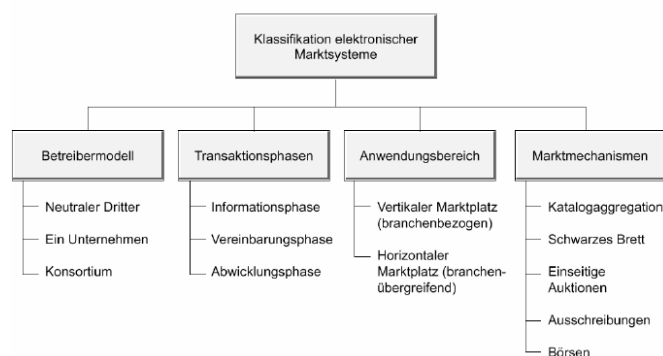 Klassifikation elektronischer
Marktsysteme
Betreibermodell
Neutraler Dritter
Ein Unternehmen
Konsortium
Transaktionsphasen
Informationsphase
Vereinbarungsphase
Abwicklungsphase
Anwendungsbereich
Vertikaler Marktplatz
(branchenbezogen)
Horizontaler
Marktplatz (branchen-
übergreifend)
Marktmechanismen
Katalogaggregation
Schwarzes Brett
Einseitige
Auktionen
Ausschreibungen
Börsen